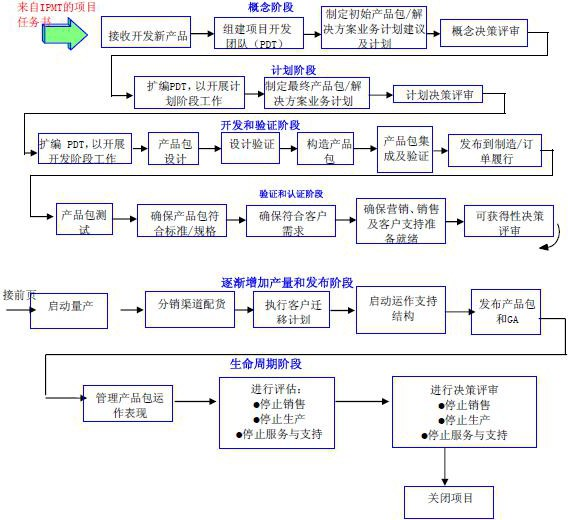 来自IPMT的项目
任务书
概念阶段
接收开发新产品
组建项目开发
团队（PDT）
制定初始产品包/解
决方案业务计划建议
及计划
概念决策评审
计划阶段
扩编PDT，以开展计
划阶段工作
制定最终产品包/解
决方案业务计划
计划决策评审
开发和验证阶段
扩编 PDT，以开展
开发阶段工作
产品包
设计
设计验证
构造产品
包
产品包集
成及验证
发布到制造/订
单履行
验证和认证阶段
产品包测
试
确保产品包符
合标准/规格
确保符合客户
需求
确保营销、销售
及客户支持准
备就绪
可获得性决策
评审
逐渐增加产量和发布阶段
接前页
启动量产
分销渠道配货
执行客户迁
移计划
启动运作支持
结构
发布产品包
和GA
生命周期阶段
管理产品包运
作表现
进行评估：
●停止销售
●停止生产
●停止服务与支持
进行决策评审
●停止销售
●停止生产
●停止服务与支持
关闭项目